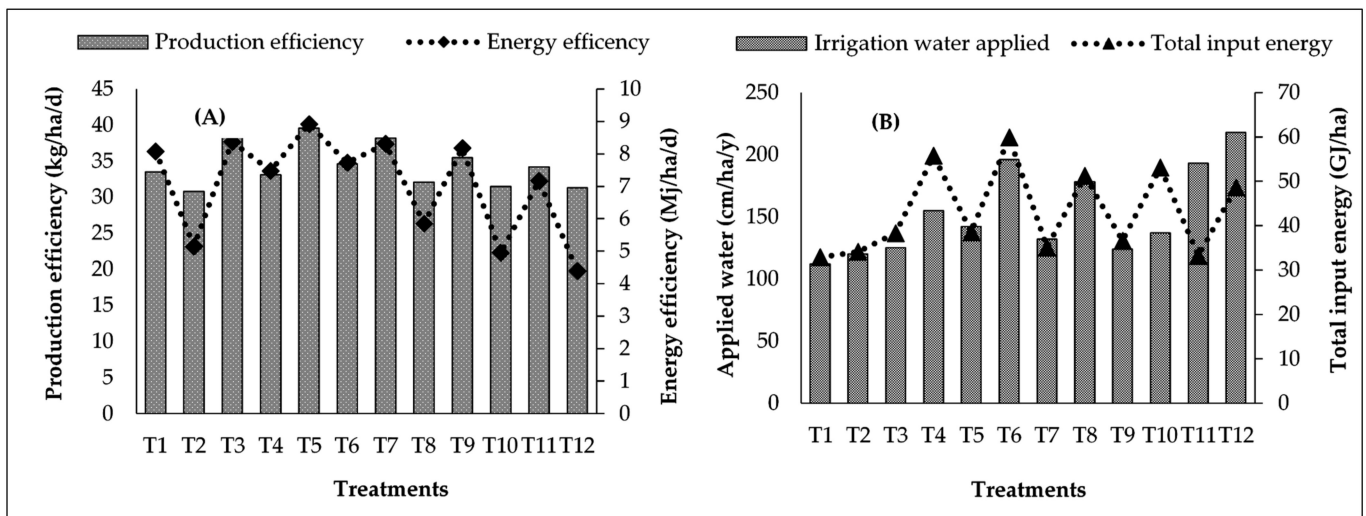 Production efficiency Energy efficency
(A)
Production efficiency (kg/ha/d)
45
40
35
30
25
20
15
10
5
0
10
9
8
7
6
5
4
3
2
1
0
Energy efficiency (Mj/ha/d)
T1 T2 T3 T4 T5 T6 T7 T8 T9 T10 T11 T12
Treatments
Irrigation water applied Total input energy
(B)
Applied water (cm/ha/y)
250
200
150
100
50
0
70
60
50
40
30
20
10
0
Total input energy (GJ/ha)
T1 T2 T3 T4 T5 T6 T7 T8 T9 T10 T11 T12
Treatments